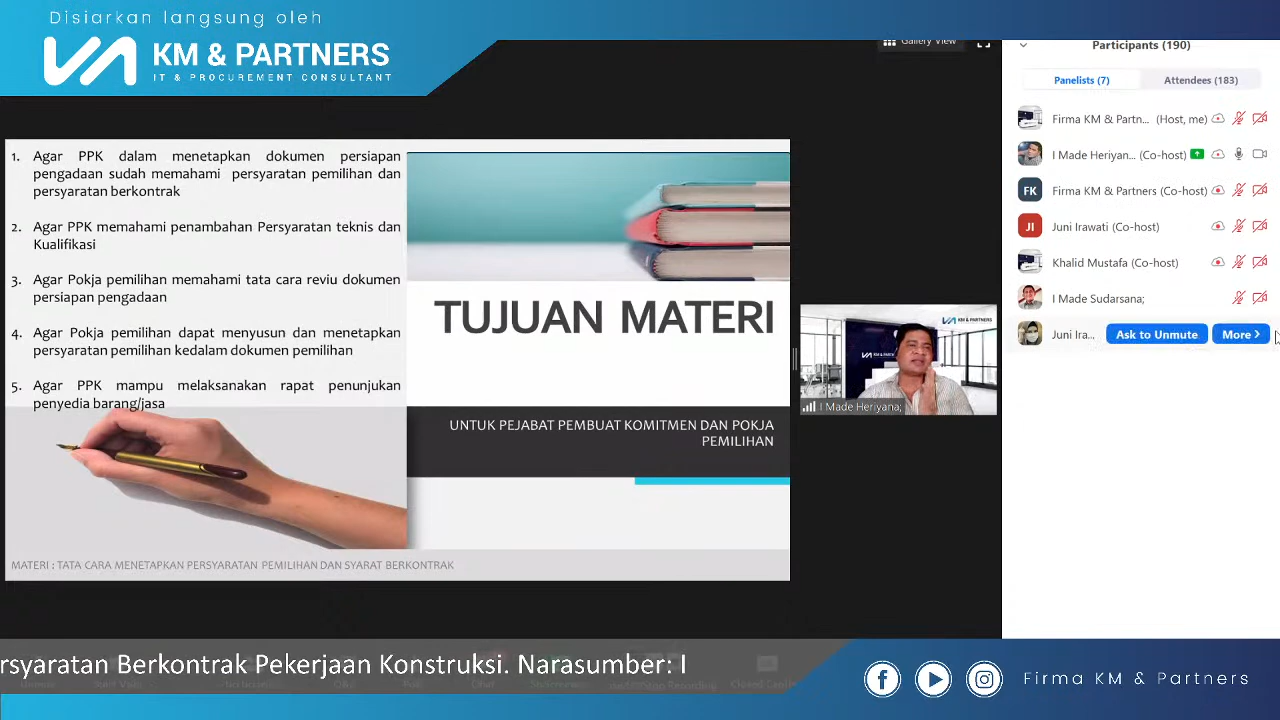 Disiarkan langsung oleh
KM & PARTNERS
IT & PROCUREMENT CONSULTANT
Gallery View
Participants (190)
Panelists (7)
Attendees (183)
Firma KM & Partn... (Host, me)
I Made Heriyan... (Co-host)
FK Firma KM & Partners (Co-host)
JI Juni Irawati (Co-host)
Khalid Mustafa (Co-host)
I Made Sudarsana;
Juni Ira... Ask to Unmute More
1. Agar PPK dalam menetapkan dokumen persiapan
pengadaan sudah memahami persyaratan pemilihan dan
persyaratan berkontrak
2. Agar PPK memahami penambahan Persyaratan teknis dan
Kualifikasi
3. Agar Pokja pemilihan memahami tata cara reviu dokumen
persiapan pengadaan
4. Agar Pokja pemilihan dapat menyusun dan menetapkan
persyaratan pemilihan kedalam dokumen pemilihan
5. Agar PPK mampu melaksanakan rapat penunjukan
penyedia barang/jasa
TUJUAN MATERI
UNTUK PEJABAT PEMBUAT KOMITMEN DAN POKJA
PEMILIHAN
MATERI : TATA CARA MENETAPKAN PERSYARATAN PEMILIHAN DAN SYARAT BERKONTRAK
KM & PARTNERS
KM & PARTNERS
I Made Heriyana;
rsyaratan Berkontrak Pekerjaan Konstruksi. Narasumber: I
Firma KM & Partners